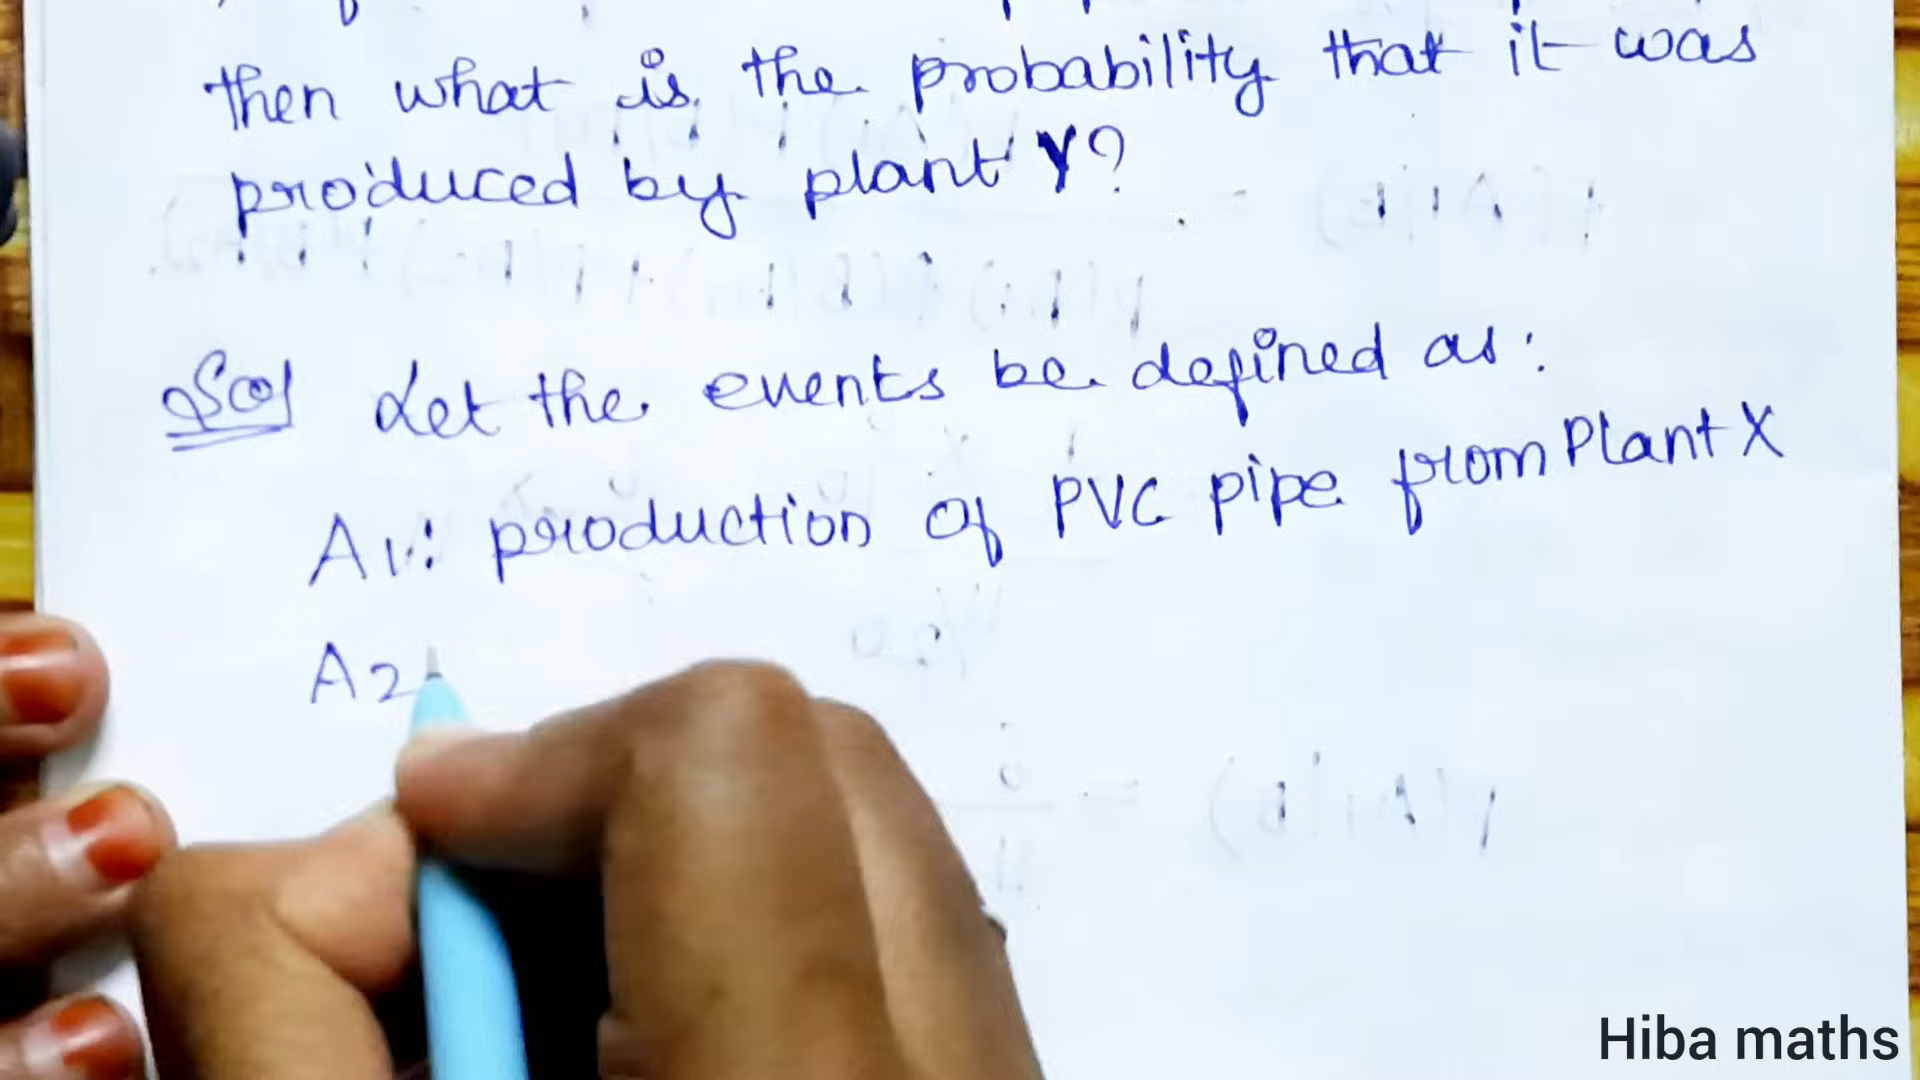 then what is the probability that it was
produced by plant Y?
Sol Let the events be defined as:
A1: production of PVC pipe from Plant X
A2
Hiba maths